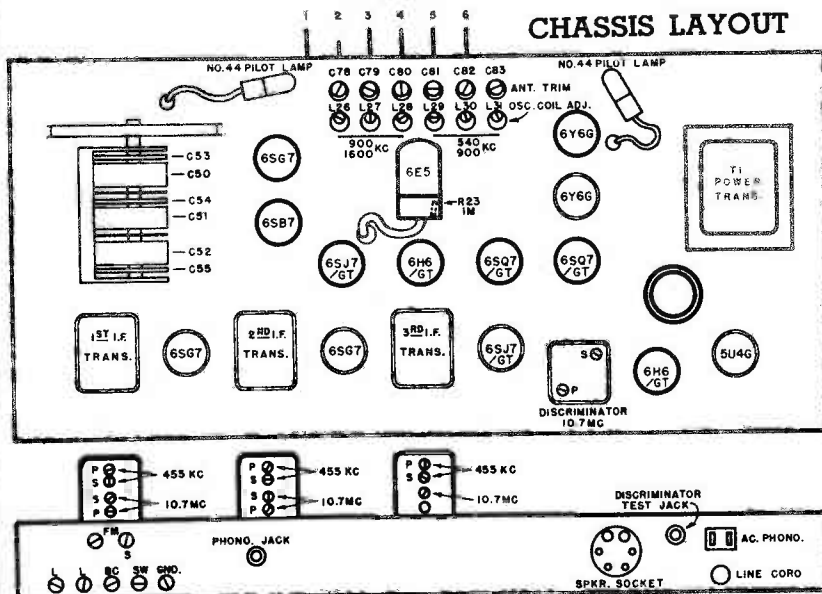 CHASSIS LAYOUT
1 2 3 4 5 6
NO.44 PILOT LAMP
C78 C79 C80 C81 C82 C83
ANT. TRIM
NO.44 PILOT LAMP
L26 L27 L28 L29 L30 L31
OSC. COIL ADJ.
900
1600 KC
540
900 KC
C53
C50
C54
C51
C52
C55
6SG7
6SB7
6E5
R23
1M
6Y6G
6Y6G
T1
POWER
TRANS.
6SJ7
/GT
6H6
/GT
6SQ7
/GT
6SQ7
/GT
1ST I.F.
TRANS.
6SG7
2ND I.F.
TRANS.
6SG7
3RD I.F.
TRANS.
6SJ7
/GT
S
P
DISCRIMINATOR
10.7MC
6H6
/GT
5U4G
P
S
455 KC
S
P
10.7MC
P
S
455 KC
S
P
10.7MC
P
S
455 KC
10.7MC
FM
S
PHONO. JACK
DISCRIMINATOR
TEST JACK
AC. PHONO.
L L BC SW GND.
SPKR. SOCKET
LINE CORD